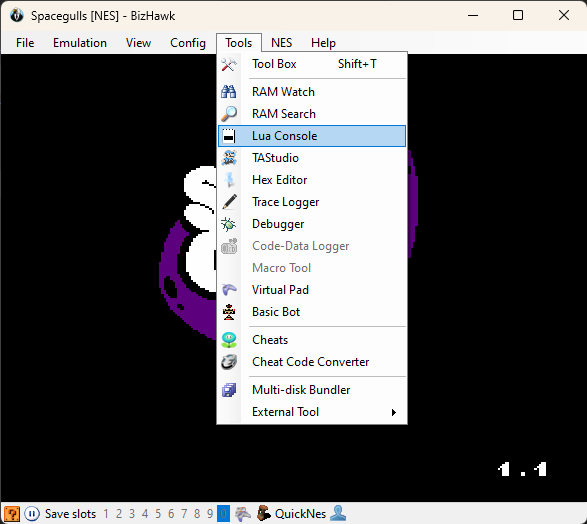 Spacegulls [NES] - BizHawk
File Emulation View Config Tools NES Help
Tool Box Shift+T
RAM Watch
RAM Search
Lua Console
TAStudio
Hex Editor
Trace Logger
Debugger
Code-Data Logger
Macro Tool
Virtual Pad
Basic Bot
Cheats
Cheat Code Converter
Multi-disk Bundler
External Tool
1.1
Save slots 1 2 3 4 5 6 7 8 9 0 QuickNes